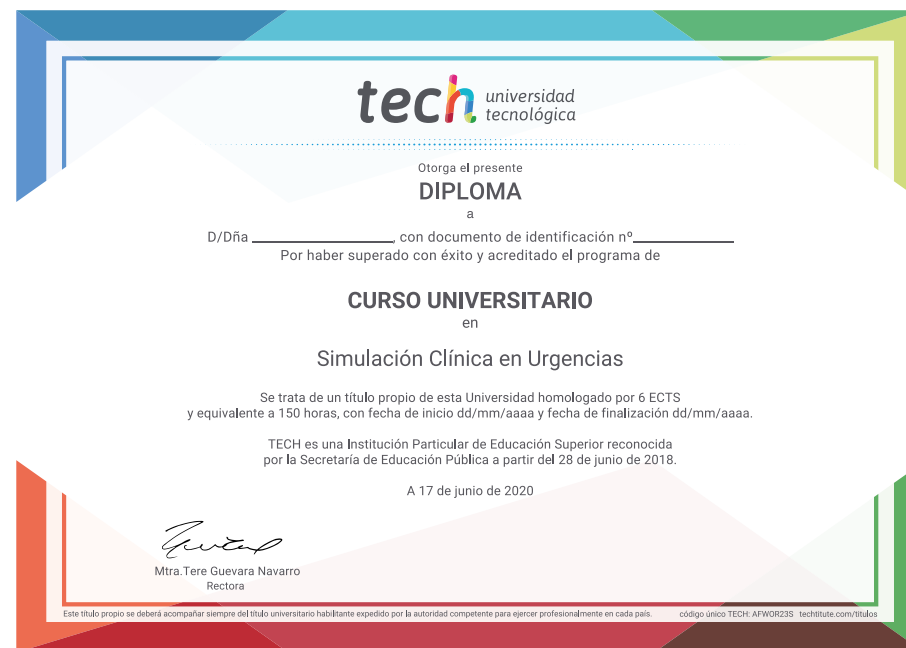 tech universidad
tecnológica
Otorga el presente
DIPLOMA
a
D/Dña ____________________, con documento de identificación nº______________
Por haber superado con éxito y acreditado el programa de
CURSO UNIVERSITARIO
en
Simulación Clínica en Urgencias
Se trata de un título propio de esta Universidad homologado por 6 ECTS
y equivalente a 150 horas, con fecha de inicio dd/mm/aaaa y fecha de finalización dd/mm/aaaa.
TECH es una Institución Particular de Educación Superior reconocida
por la Secretaría de Educación Pública a partir del 28 de junio de 2018.
A 17 de junio de 2020
Mtra.Tere Guevara Navarro
Rectora
Este título propio se deberá acompañar siempre del título universitario habilitante expedido por la autoridad competente para ejercer profesionalmente en cada país. código único TECH: AFWOR23S techtitute.com/títulos